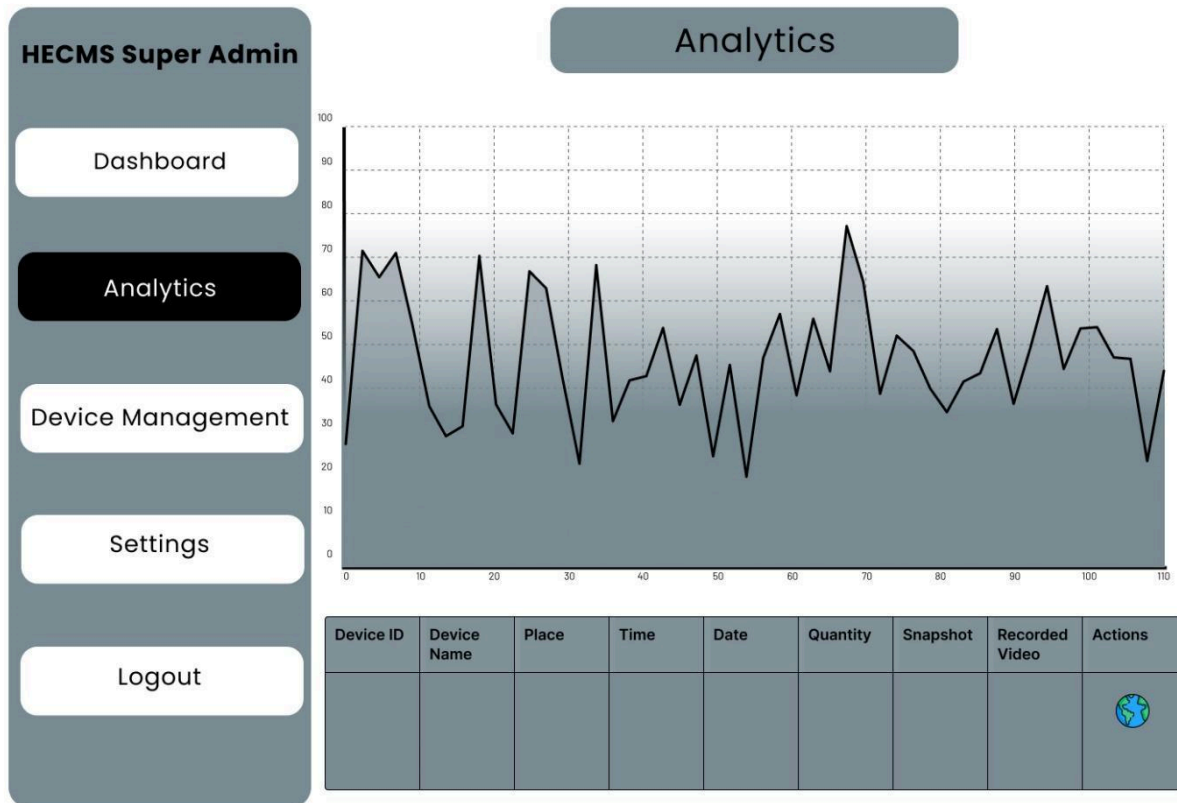 HECMS Super Admin
Dashboard
Analytics
Device Management
Settings
Logout
Analytics
100
90
80
70
60
50
40
30
20
10
0
0 10 20 30 40 50 60 70 80 90 100 110
Device ID Device Name Place Time Date Quantity Snapshot Recorded Video Actions